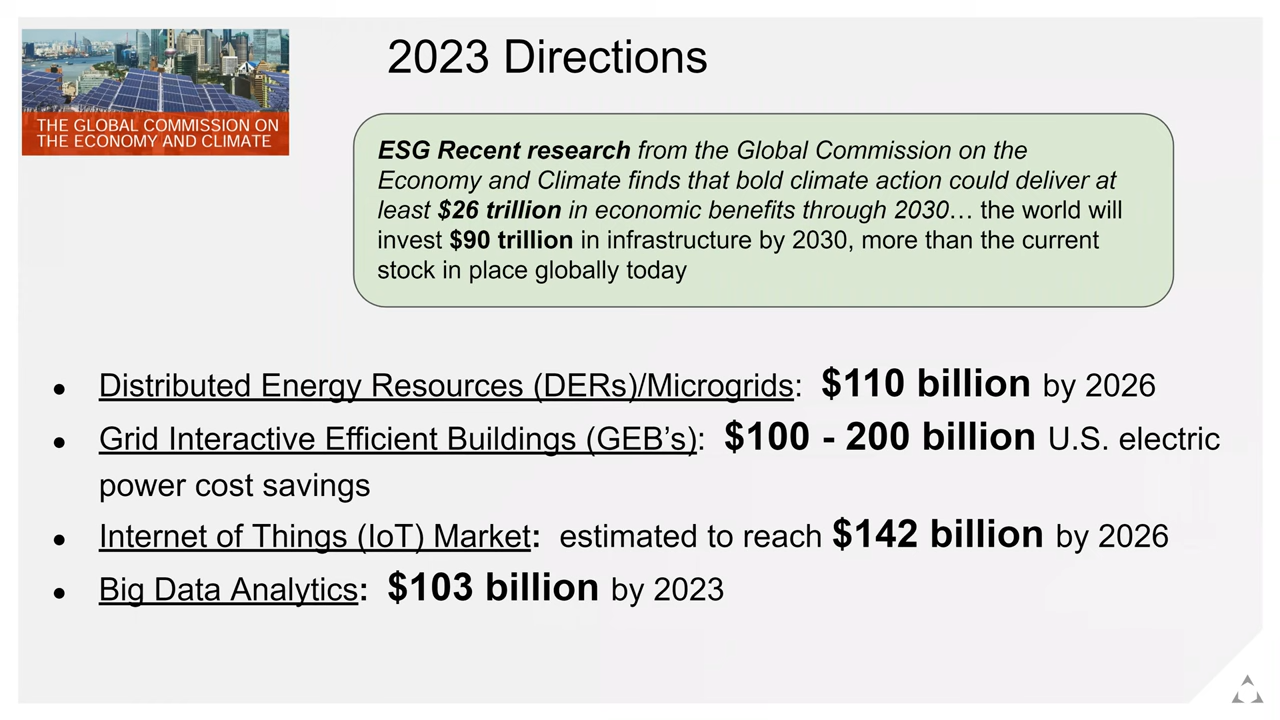 2023 Directions
THE GLOBAL COMMISSION ON
THE ECONOMY AND CLIMATE
ESG Recent research from the Global Commission on the
Economy and Climate finds that bold climate action could deliver at
least $26 trillion in economic benefits through 2030… the world will
invest $90 trillion in infrastructure by 2030, more than the current
stock in place globally today
● Distributed Energy Resources (DERs)/Microgrids: $110 billion by 2026
● Grid Interactive Efficient Buildings (GEB’s): $100 - 200 billion U.S. electric
power cost savings
● Internet of Things (IoT) Market: estimated to reach $142 billion by 2026
● Big Data Analytics: $103 billion by 2023